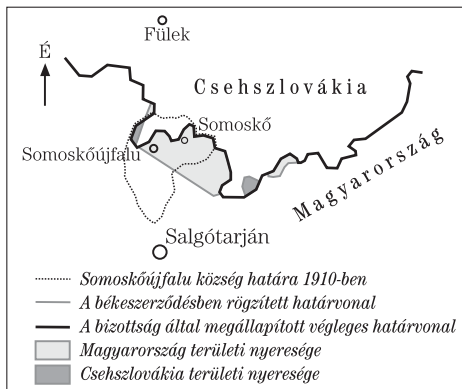 Fülek
É
Csehszlovákia
Somoskő
Somoskőújfalu
Magyarország
Salgótarján
Somoskőújfalu község határa 1910-ben
A békeszerződésben rögzített határvonal
A bizottság által megállapított végleges határvonal
Magyarország területi nyeresége
Csehszlovákia területi nyeresége